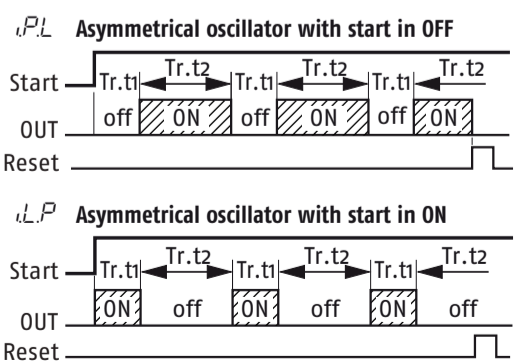 i.P.L Asymmetrical oscillator with start in OFF
Tr.t1 Tr.t2 Tr.t1 Tr.t2 Tr.t1 Tr.t2
Start
off ON off ON off ON
OUT
Reset
i.L.P Asymmetrical oscillator with start in ON
Tr.t1 Tr.t2 Tr.t1 Tr.t2 Tr.t1 Tr.t2
Start
ON off ON off ON off
OUT
Reset